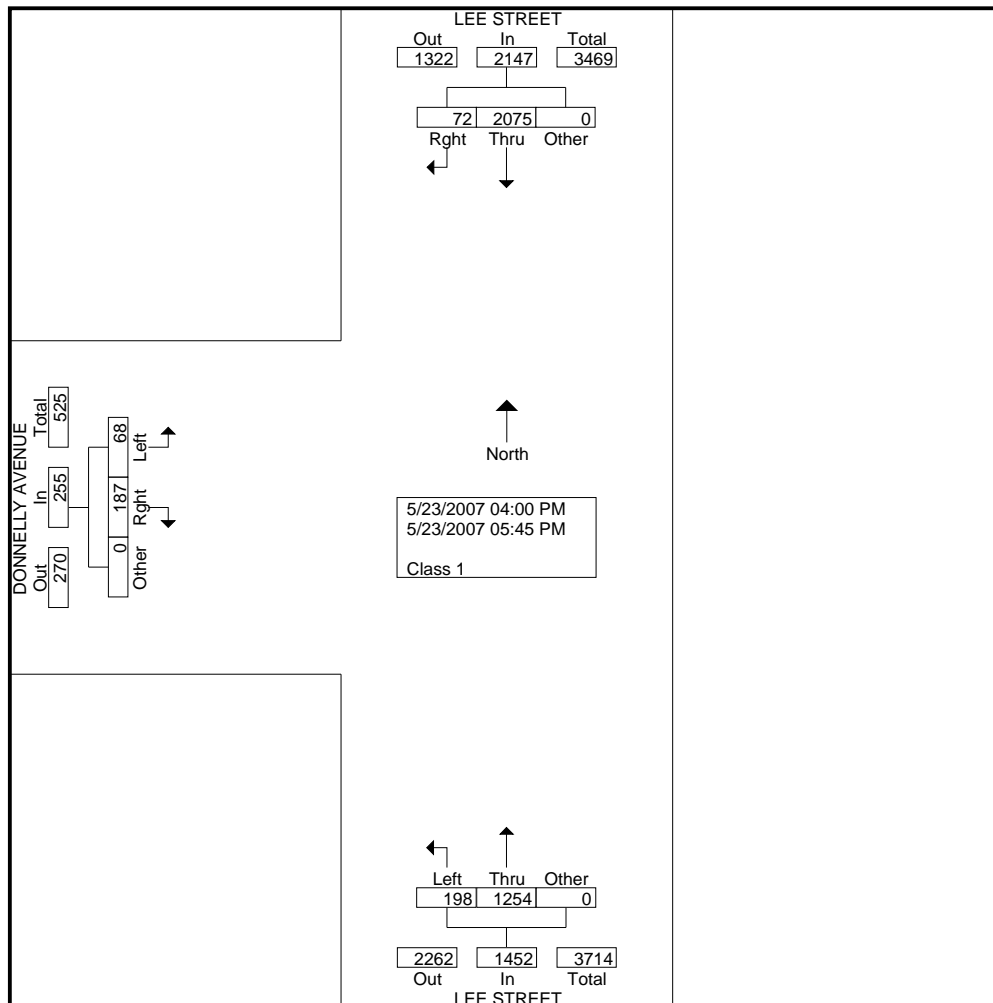 LEE STREET
Out In Total
1322 2147 3469
72 2075 0
Rght Thru Other
DONNELLY AVENUE
Out In Total
270 255 525
0 187 68
Other Rght Left
North
5/23/2007 04:00 PM
5/23/2007 05:45 PM
Class 1
Left Thru Other
198 1254 0
2262 1452 3714
Out In Total
LEE STREET